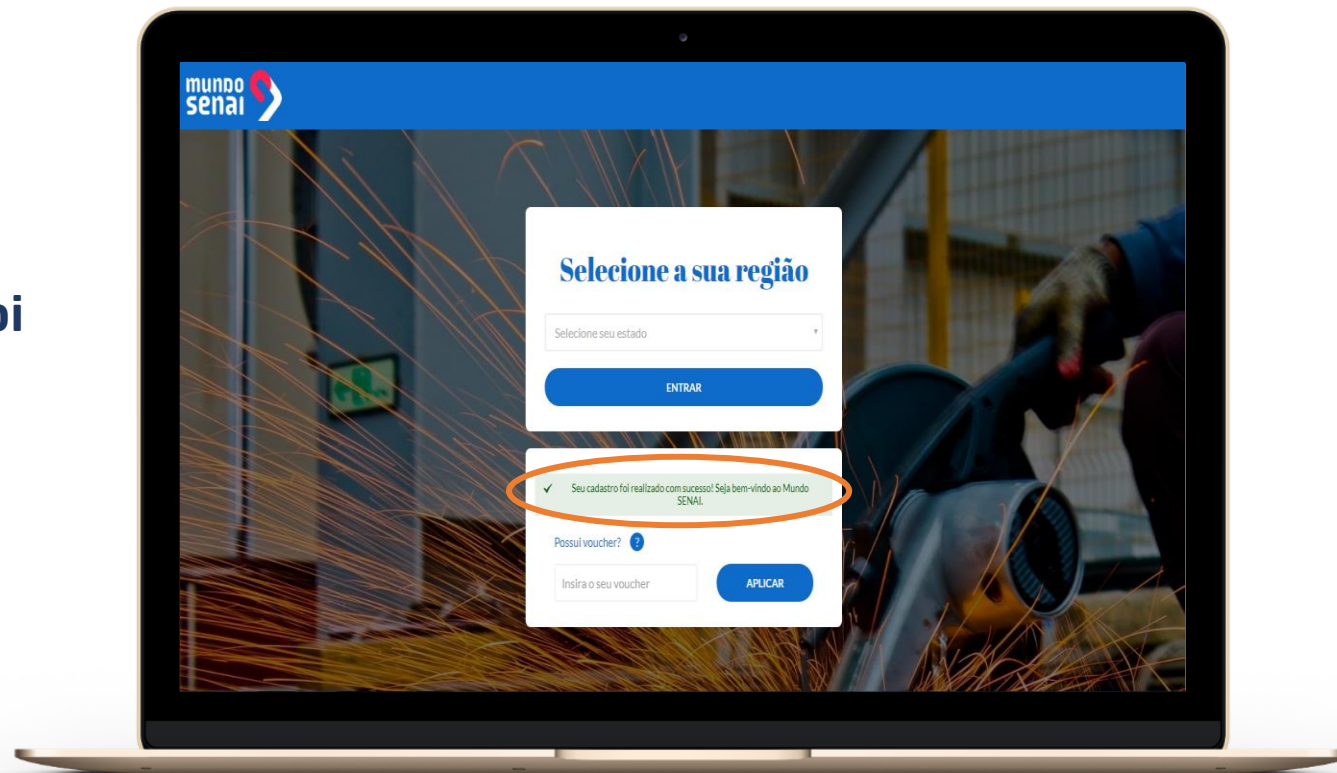 mundo
senai
Selecione a sua região
Selecione seu estado
ENTRAR
Seu cadastro foi realizado com sucesso! Seja bem-vindo ao Mundo
SENAI.
Possui voucher? ?
Insira o seu voucher
APLICAR